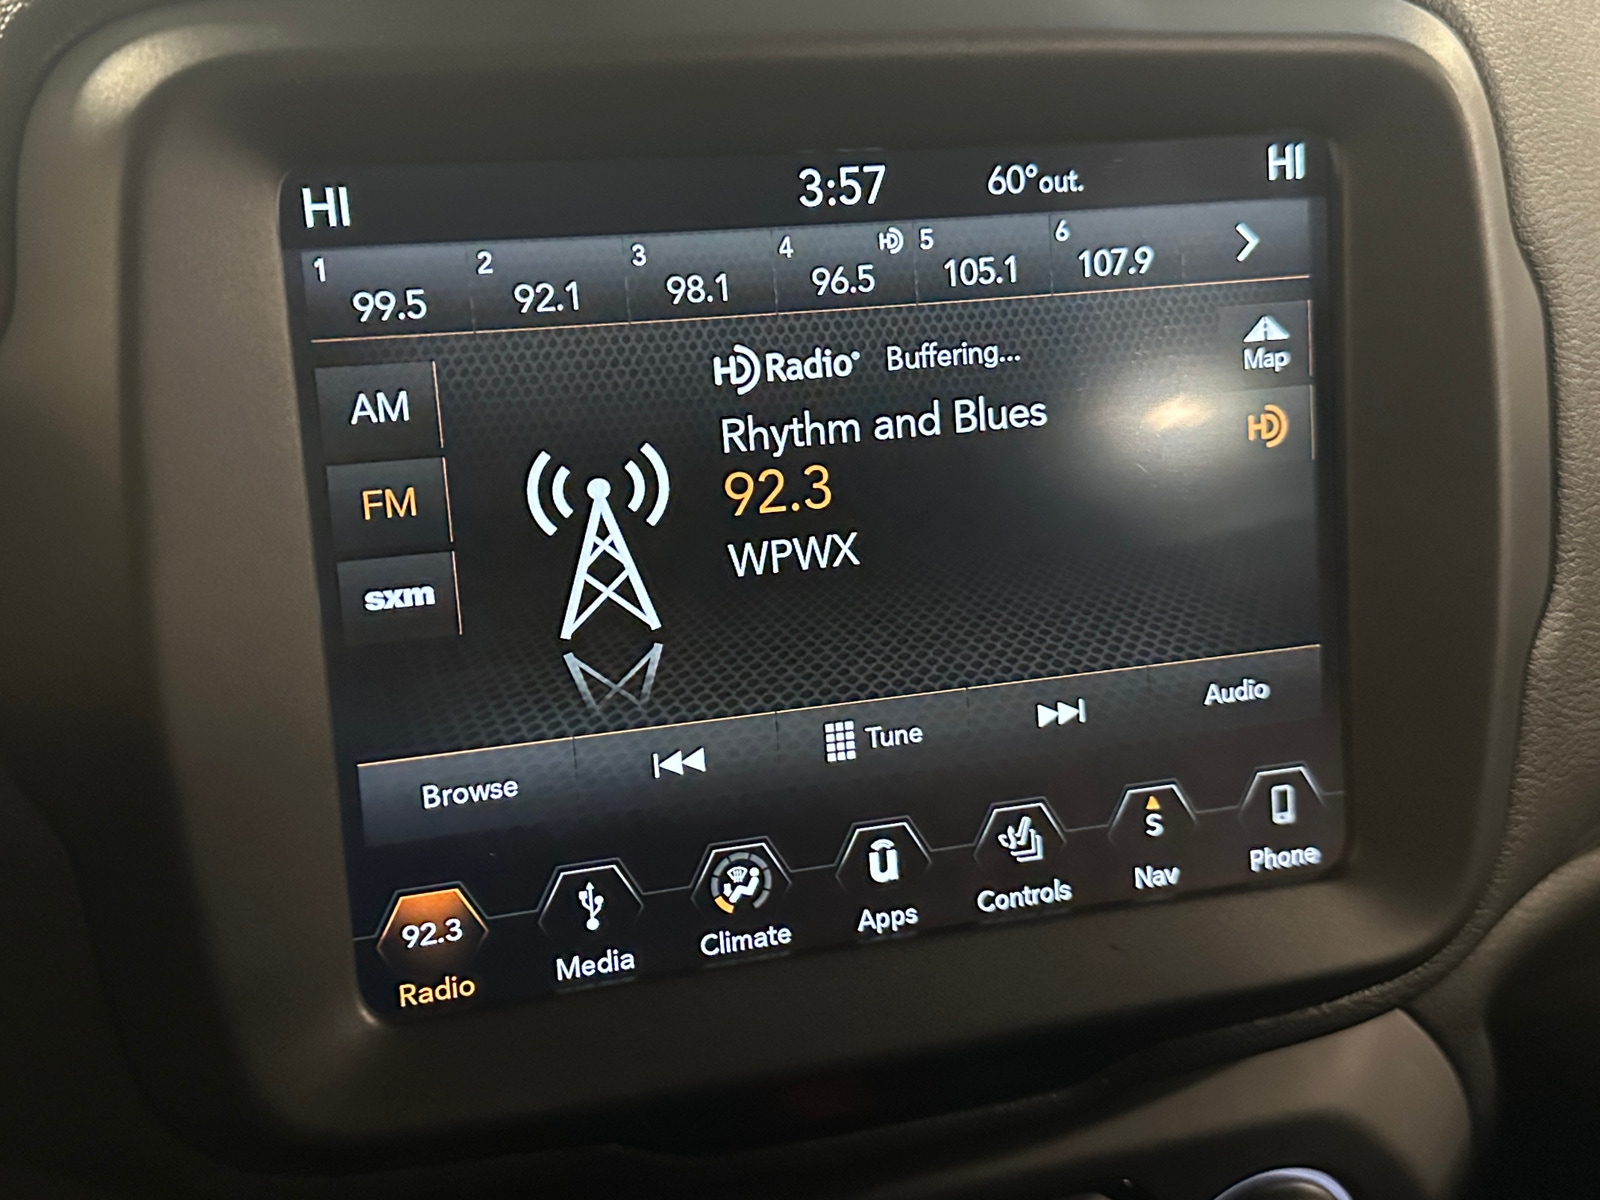 HI 3:57 60°out. HI
1 2 3 4 HD 5 6
99.5 92.1 98.1 96.5 105.1 107.9
HD Radio® Buffering...
Map
AM
Rhythm and Blues
HD
FM
92.3
WPWX
sxm
Browse Tune Audio
92.3 U S
Radio Media Climate Apps Controls Nav Phone